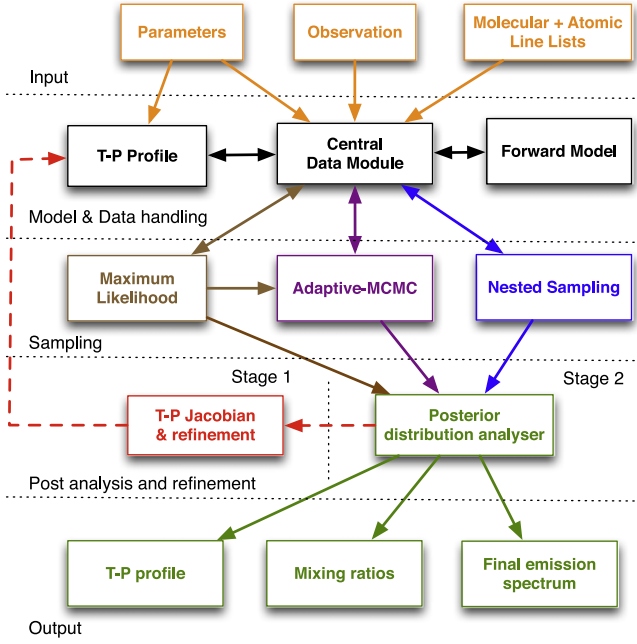 Parameters
Observation
Molecular + Atomic
Line Lists
Input
T-P Profile
Central
Data Module
Forward Model
Model & Data handling
Maximum
Likelihood
Adaptive-MCMC
Nested Sampling
Sampling
Stage 1
Stage 2
T-P Jacobian
& refinement
Posterior
distribution analyser
Post analysis and refinement
T-P profile
Mixing ratios
Final emission
spectrum
Output